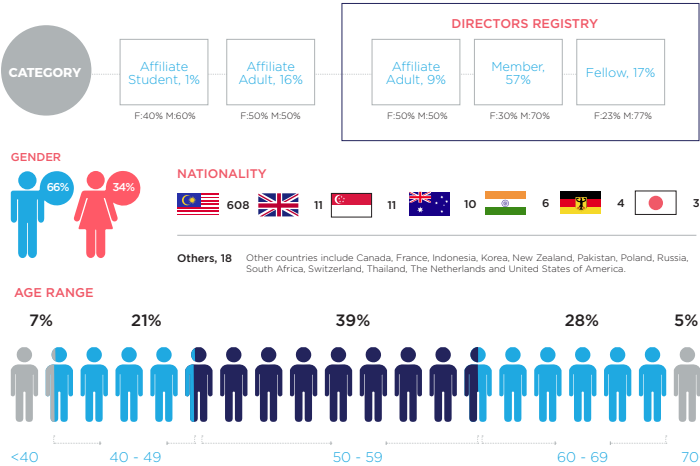 DIRECTORS REGISTRY
CATEGORY
Affiliate
Student, 1%
Affiliate
Adult, 16%
Affiliate
Adult, 9%
Member,
57%
Fellow, 17%
F:40% M:60%
F:50% M:50%
F:50% M:50%
F:30% M:70%
F:23% M:77%
GENDER
66%
34%
NATIONALITY
608
11
11
10
6
4
3
Others, 18
Other countries include Canada, France, Indonesia, Korea, New Zealand, Pakistan, Poland, Russia,
South Africa, Switzerland, Thailand, The Netherlands and United States of America.
AGE RANGE
7%
21%
39%
28%
5%
<40
40 - 49
50 - 59
60 - 69
70